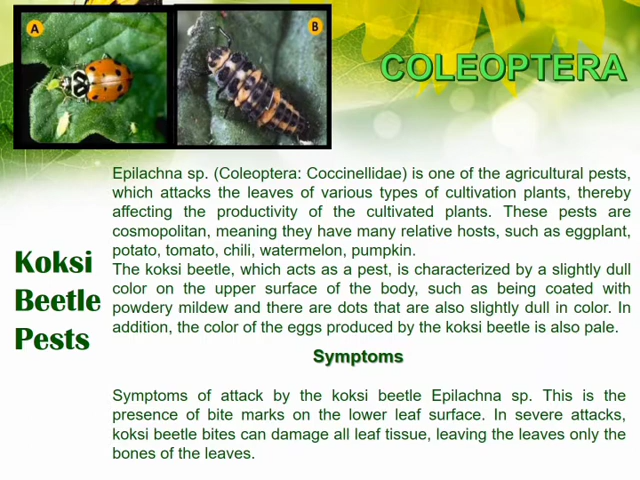 A
B
COLEOPTERA
Epilachna sp. (Coleoptera: Coccinellidae) is one of the agricultural pests,
which attacks the leaves of various types of cultivation plants, thereby
affecting the productivity of the cultivated plants. These pests are
cosmopolitan, meaning they have many relative hosts, such as eggplant,
potato, tomato, chili, watermelon, pumpkin.
The koksi beetle, which acts as a pest, is characterized by a slightly dull
color on the upper surface of the body, such as being coated with
powdery mildew and there are dots that are also slightly dull in color. In
addition, the color of the eggs produced by the koksi beetle is also pale.
Koksi
Beetle
Pests
Symptoms
Symptoms of attack by the koksi beetle Epilachna sp. This is the
presence of bite marks on the lower leaf surface. In severe attacks,
koksi beetle bites can damage all leaf tissue, leaving the leaves only the
bones of the leaves.